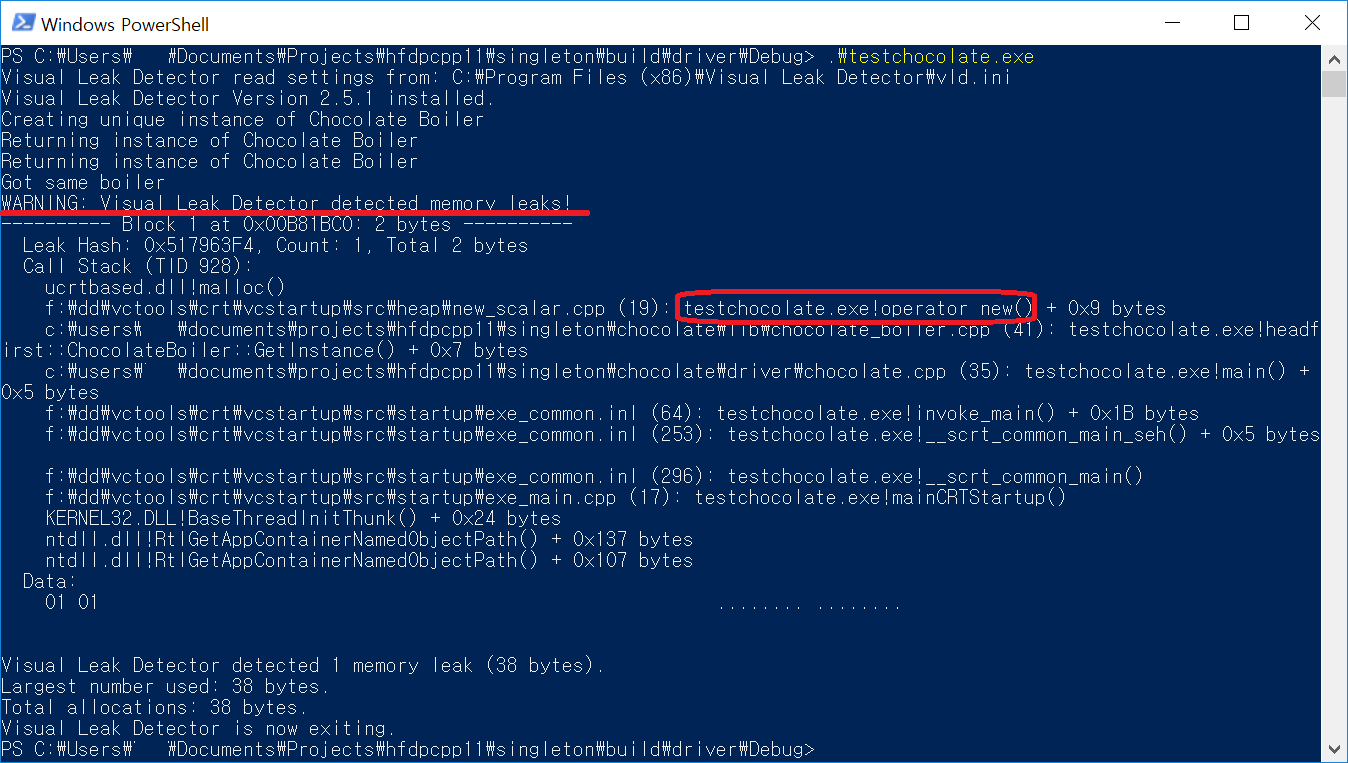 Windows PowerShell
PS C:₩Users₩   ₩Documents₩Projects₩hfdpcpp11₩singleton₩build₩driver₩Debug> .₩testchocolate.exe
Visual Leak Detector read settings from: C:₩Program Files (x86)₩Visual Leak Detector₩vld.ini
Visual Leak Detector Version 2.5.1 installed.
Creating unique instance of Chocolate Boiler
Returning instance of Chocolate Boiler
Returning instance of Chocolate Boiler
Got same boiler
WARNING: Visual Leak Detector detected memory leaks!
---------- Block 1 at 0x00B81BC0: 2 bytes ----------
  Leak Hash: 0x517963F4, Count: 1, Total 2 bytes
  Call Stack (TID 928):
    ucrtbased.dll!malloc()
    f:₩dd₩vctools₩crt₩vcstartup₩src₩heap₩new_scalar.cpp (19): testchocolate.exe!operator new() + 0x9 bytes
    c:₩users₩   ₩documents₩projects₩hfdpcpp11₩singleton₩chocolate₩lib₩chocolate_boiler.cpp (41): testchocolate.exe!headf
irst::ChocolateBoiler::GetInstance() + 0x7 bytes
    c:₩users₩   ₩documents₩projects₩hfdpcpp11₩singleton₩chocolate₩driver₩chocolate.cpp (35): testchocolate.exe!main() +
0x5 bytes
    f:₩dd₩vctools₩crt₩vcstartup₩src₩startup₩exe_common.inl (64): testchocolate.exe!invoke_main() + 0x1B bytes
    f:₩dd₩vctools₩crt₩vcstartup₩src₩startup₩exe_common.inl (253): testchocolate.exe!__scrt_common_main_seh() + 0x5 bytes
    f:₩dd₩vctools₩crt₩vcstartup₩src₩startup₩exe_common.inl (296): testchocolate.exe!__scrt_common_main()
    f:₩dd₩vctools₩crt₩vcstartup₩src₩startup₩exe_main.cpp (17): testchocolate.exe!mainCRTStartup()
    KERNEL32.DLL!BaseThreadInitThunk() + 0x24 bytes
    ntdll.dll!RtlGetAppContainerNamedObjectPath() + 0x137 bytes
    ntdll.dll!RtlGetAppContainerNamedObjectPath() + 0x107 bytes
  Data:
    01 01                                                        ........ ........
Visual Leak Detector detected 1 memory leak (38 bytes).
Largest number used: 38 bytes.
Total allocations: 38 bytes.
Visual Leak Detector is now exiting.
PS C:₩Users₩   ₩Documents₩Projects₩hfdpcpp11₩singleton₩build₩driver₩Debug>